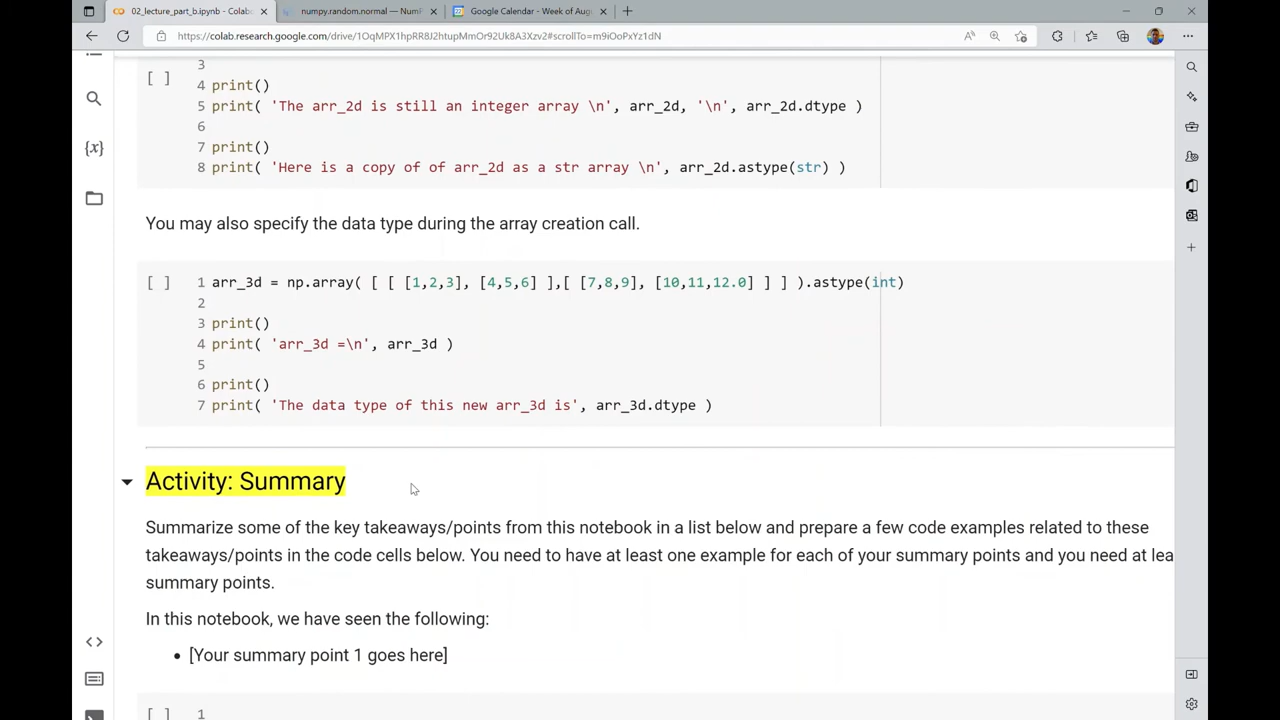 02_lecture_part_b.ipynb - Colab
numpy.random.normal — NumP
Google Calendar - Week of Aug
https://colab.research.google.com/drive/1OqMPX1hpRR8J2htupMmOr92Uk8A3Xzv2#scrollTo=m9iOoPxYz1dN
3
[ ]
4 print()
5 print( 'The arr_2d is still an integer array \n', arr_2d, '\n', arr_2d.dtype )
6
7 print()
8 print( 'Here is a copy of of arr_2d as a str array \n', arr_2d.astype(str) )
You may also specify the data type during the array creation call.
[ ] 1 arr_3d = np.array( [ [ [1,2,3], [4,5,6] ],[ [7,8,9], [10,11,12.0] ] ] ).astype(int)
2
3 print()
4 print( 'arr_3d =\n', arr_3d )
5
6 print()
7 print( 'The data type of this new arr_3d is', arr_3d.dtype )
Activity: Summary
Summarize some of the key takeaways/points from this notebook in a list below and prepare a few code examples related to these
takeaways/points in the code cells below. You need to have at least one example for each of your summary points and you need at lea
summary points.
In this notebook, we have seen the following:
• [Your summary point 1 goes here]
[ ] 1